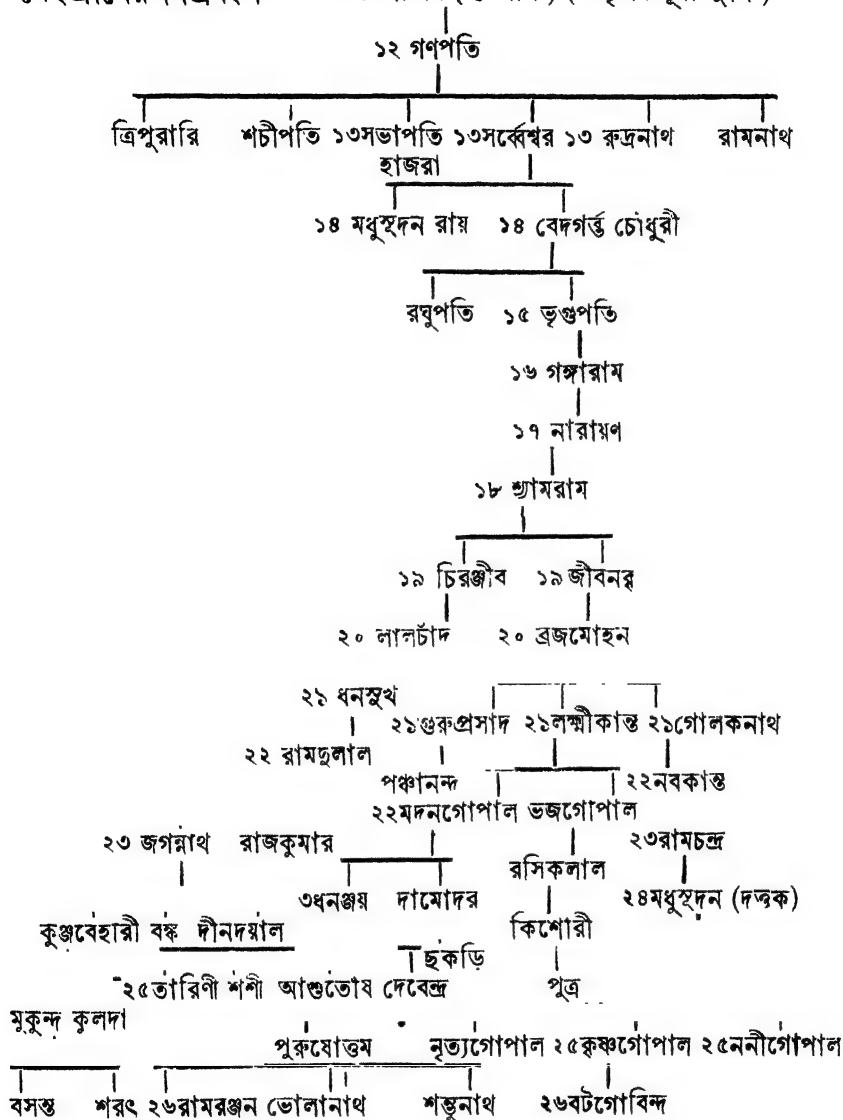 ১২ গণপতি
ত্রিপুরারি শচীপতি ১৩সভাপতি ১৩সর্ব্বেশ্বর ১৩ রুদ্রনাথ রামনাথ
হাজরা
১৪ মধুসূদন রায় ১৪ বেদগর্ভ চৌধুরী
রঘুপতি ১৫ ভৃগুপতি
১৬ গঙ্গারাম
১৭ নারায়ণ
১৮ শ্যামরাম
১৯ চিরঞ্জীব ১৯ জীবনকৃ
২০ লালচাঁদ ২০ ব্রজমোহন
২১ ধনসুখ
২১গুরুপ্রসাদ ২১লক্ষ্মীকান্ত ২১গোলকনাথ
২২ রামদুলাল
পঞ্চানন্দ ২২নবকান্ত
২২মদনগোপাল ভজগোপাল
২৩ জগন্নাথ রাজকুমার ২৩রামচন্দ্র
রসিকলাল
৩ধনঞ্জয় দামোদর ২৪মধুসূদন (দত্তক)
কুঞ্জবেহারী বঙ্ক দীনদয়াল কিশোরী
ছকড়ি
২৫তারিণী শশী আশুতোষ দেবেন্দ্র পুত্র
মুকুন্দ কুলদা
পুরুষোত্তম নৃত্যগোপাল ২৫কৃষ্ণগোপাল ২৫ননীগোপাল
বসন্ত শরৎ ২৬রামরঞ্জন ভোলানাথ শম্ভুনাথ ২৬বটগোবিন্দ